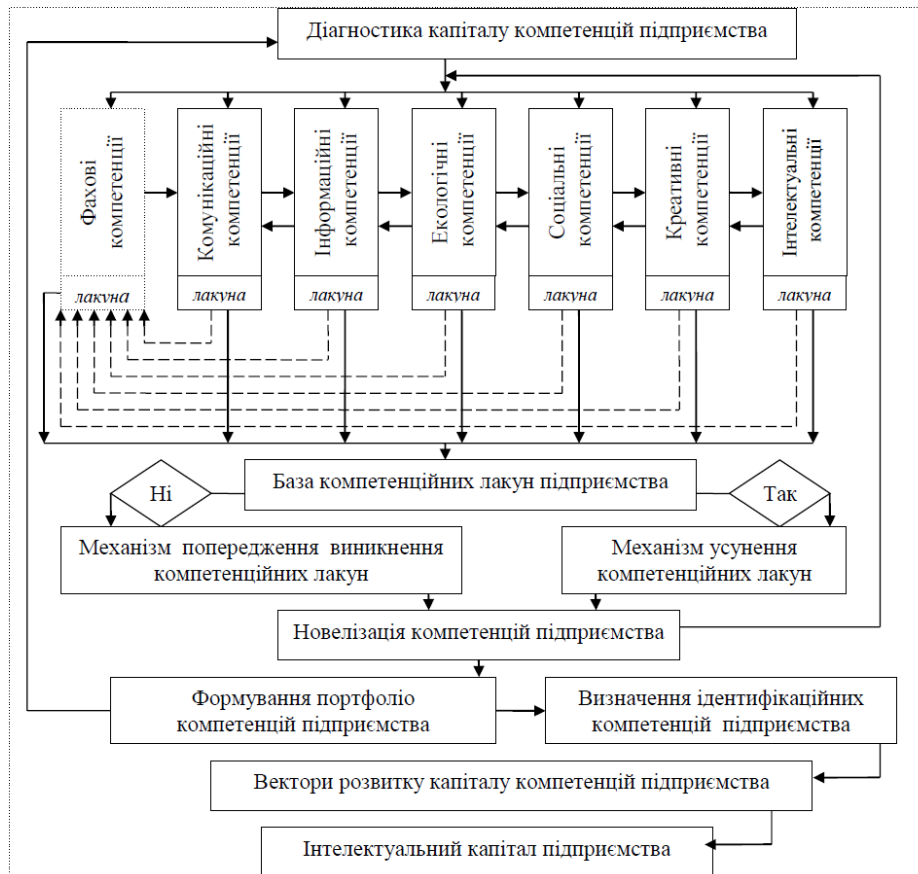 Діагностика капіталу компетенцій підприємства
Фахові
компетенції
Комунікаційні
компетенції
Інформаційні
компетенції
Екологічні
компетенції
Соціальні
компетенції
Креативні
компетенції
Інтелектуальні
компетенції
лакуна
лакуна
лакуна
лакуна
лакуна
лакуна
лакуна
База компетенційних лакун підприємства
Ні
Так
Механізм попередження виникнення
компетенційних лакун
Механізм усунення
компетенційних лакун
Новелізація компетенцій підприємства
Формування портфоліо
компетенцій підприємства
Визначення ідентифікаційних
компетенцій підприємства
Вектори розвитку капіталу компетенцій підприємства
Інтелектуальний капітал підприємства